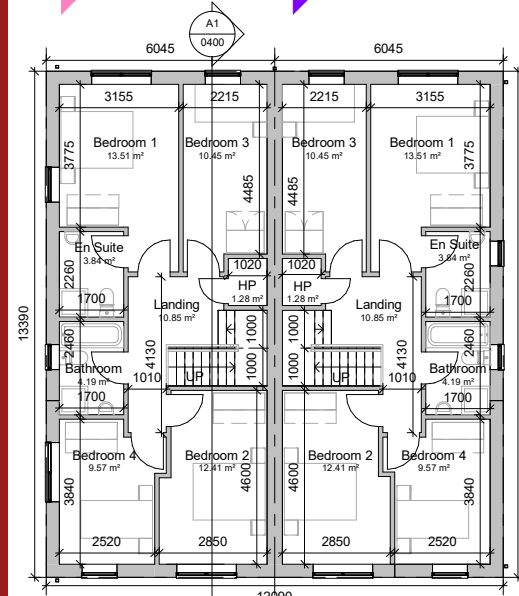 A1
0400
6045 6045
3155 2215 2215 3155
Bedroom 1 Bedroom 3 Bedroom 3 Bedroom 1
13.51 m² 10.45 m² 10.45 m² 13.51 m²
3775 4485 4485 3775
En Suite En Suite
3.84 m² 3.84 m²
2260 1020 1020 2260
HP HP
1.28 m² 1.28 m²
1700 Landing Landing 1700
10.85 m² 10.85 m²
13390
2460 4130 1000 1000 4130 2460
Bathroom 1010 UP 1000 1000 UP 1010 Bathroom
4.19 m² 4.19 m²
1700 1700
Bedroom 4 Bedroom 2 Bedroom 2 Bedroom 4
9.57 m² 12.41 m² 12.41 m² 9.57 m²
3840 4600 4600 3840
2520 2850 2850 2520
12090